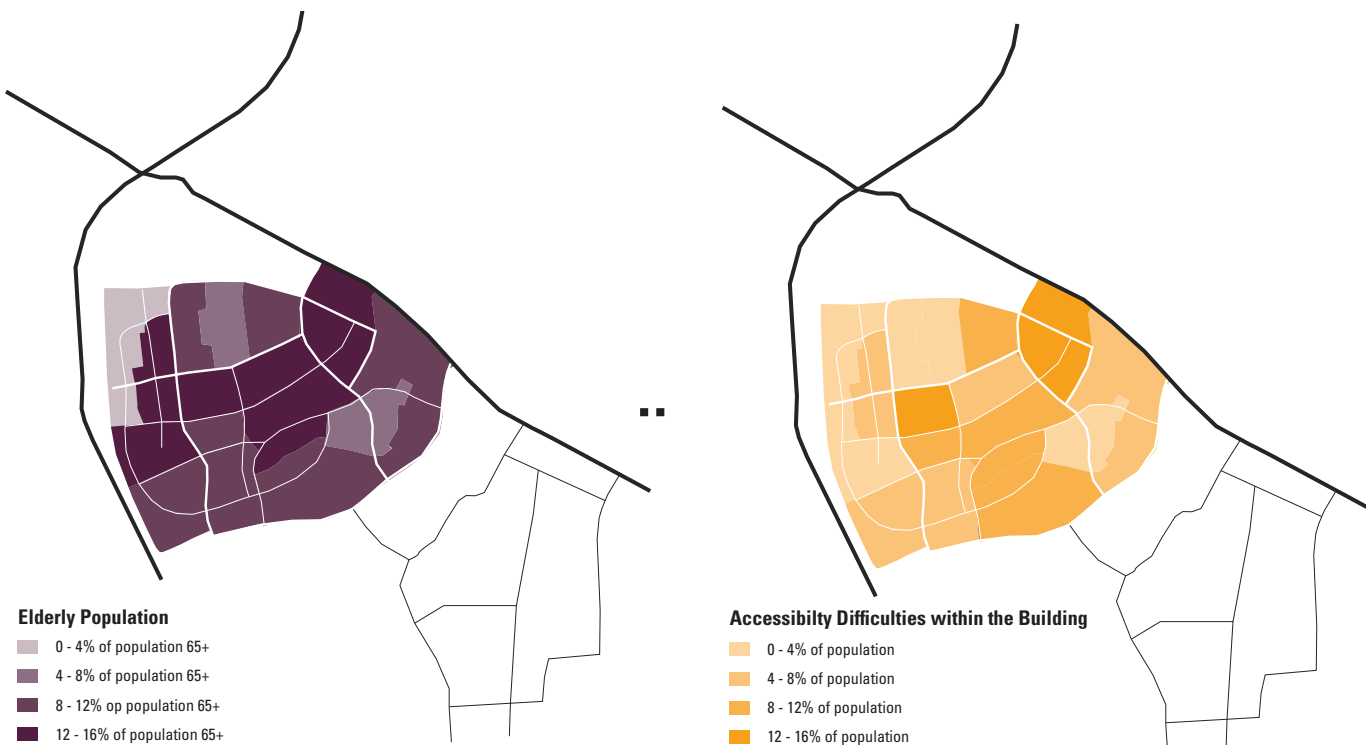 Elderly Population
0 - 4% of population 65+
4 - 8% of population 65+
8 - 12% op population 65+
12 - 16% of population 65+
Accessibilty Difficulties within the Building
0 - 4% of population
4 - 8% of population
8 - 12% of population
12 - 16% of population